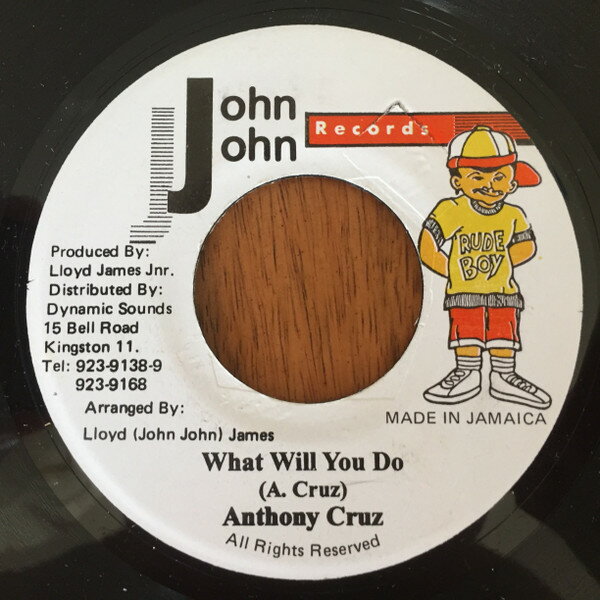 John
John
Records
RUDE
BOY
Produced By:
Lloyd James Jnr.
Distributed By:
Dynamic Sounds
15 Bell Road
Kingston 11.
Tel: 923-9138-9
923-9168
Arranged By:
Lloyd (John John) James
MADE IN JAMAICA
What Will You Do
(A. Cruz)
Anthony Cruz
All Rights Reserved